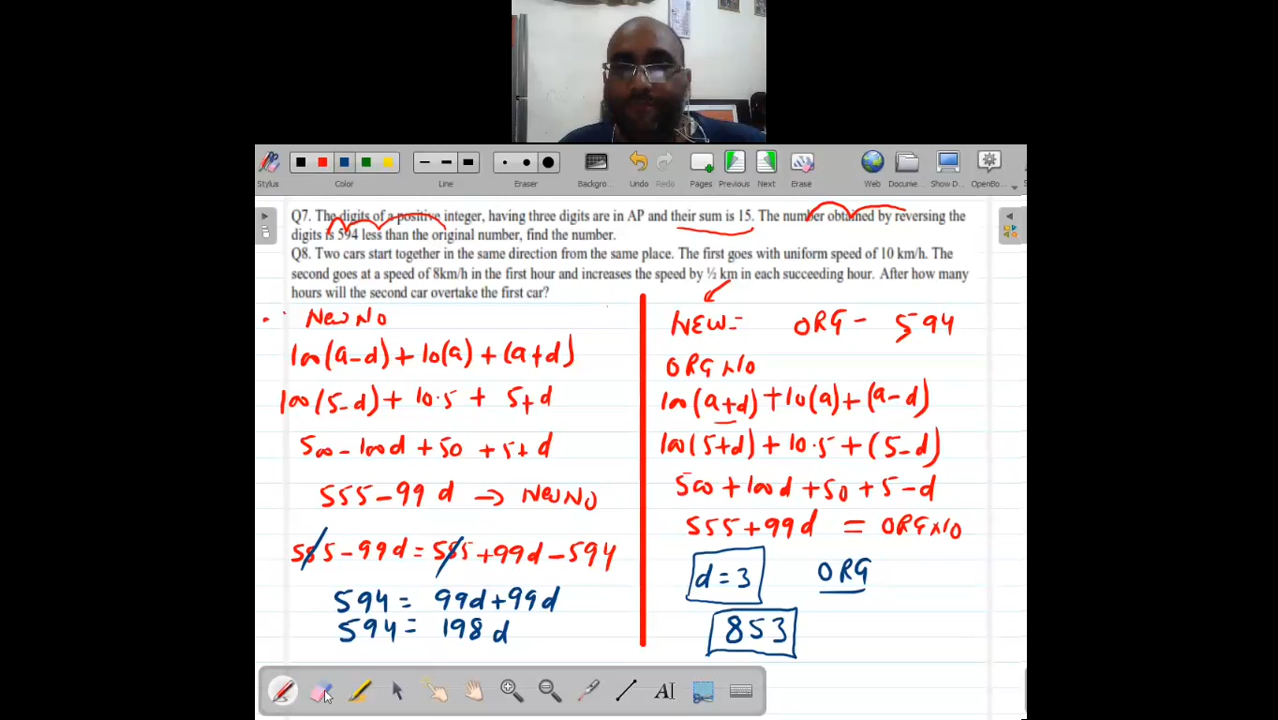 Stylus
Color
Line
Eraser
Backgro..
Undo
Redo
Pages
Previous
Next
Erase
Web
Docume..
Show D..
OpenBo..
Q7. The digits of a positive integer, having three digits are in AP and their sum is 15. The number obtained by reversing the
digits is 594 less than the original number, find the number.
Q8. Two cars start together in the same direction from the same place. The first goes with uniform speed of 10 km/h. The
second goes at a speed of 8km/h in the first hour and increases the speed by ½ km in each succeeding hour. After how many
hours will the second car overtake the first car?
New No
100(a-d) + 10(a) + (a+d)
100(5-d) + 10.5 + 5+d
500 - 100d + 50 + 5+d
555 - 99d → New No
555 - 99d = 555 + 99d - 594
594 = 99d + 99d
594 = 198d
NEW = ORG - 594
ORG No
100(a+d) + 10(a) + (a-d)
100(5+d) + 10.5 + (5-d)
500 + 100d + 50 + 5-d
555 + 99d = ORG No
d = 3 ORG
853
AI